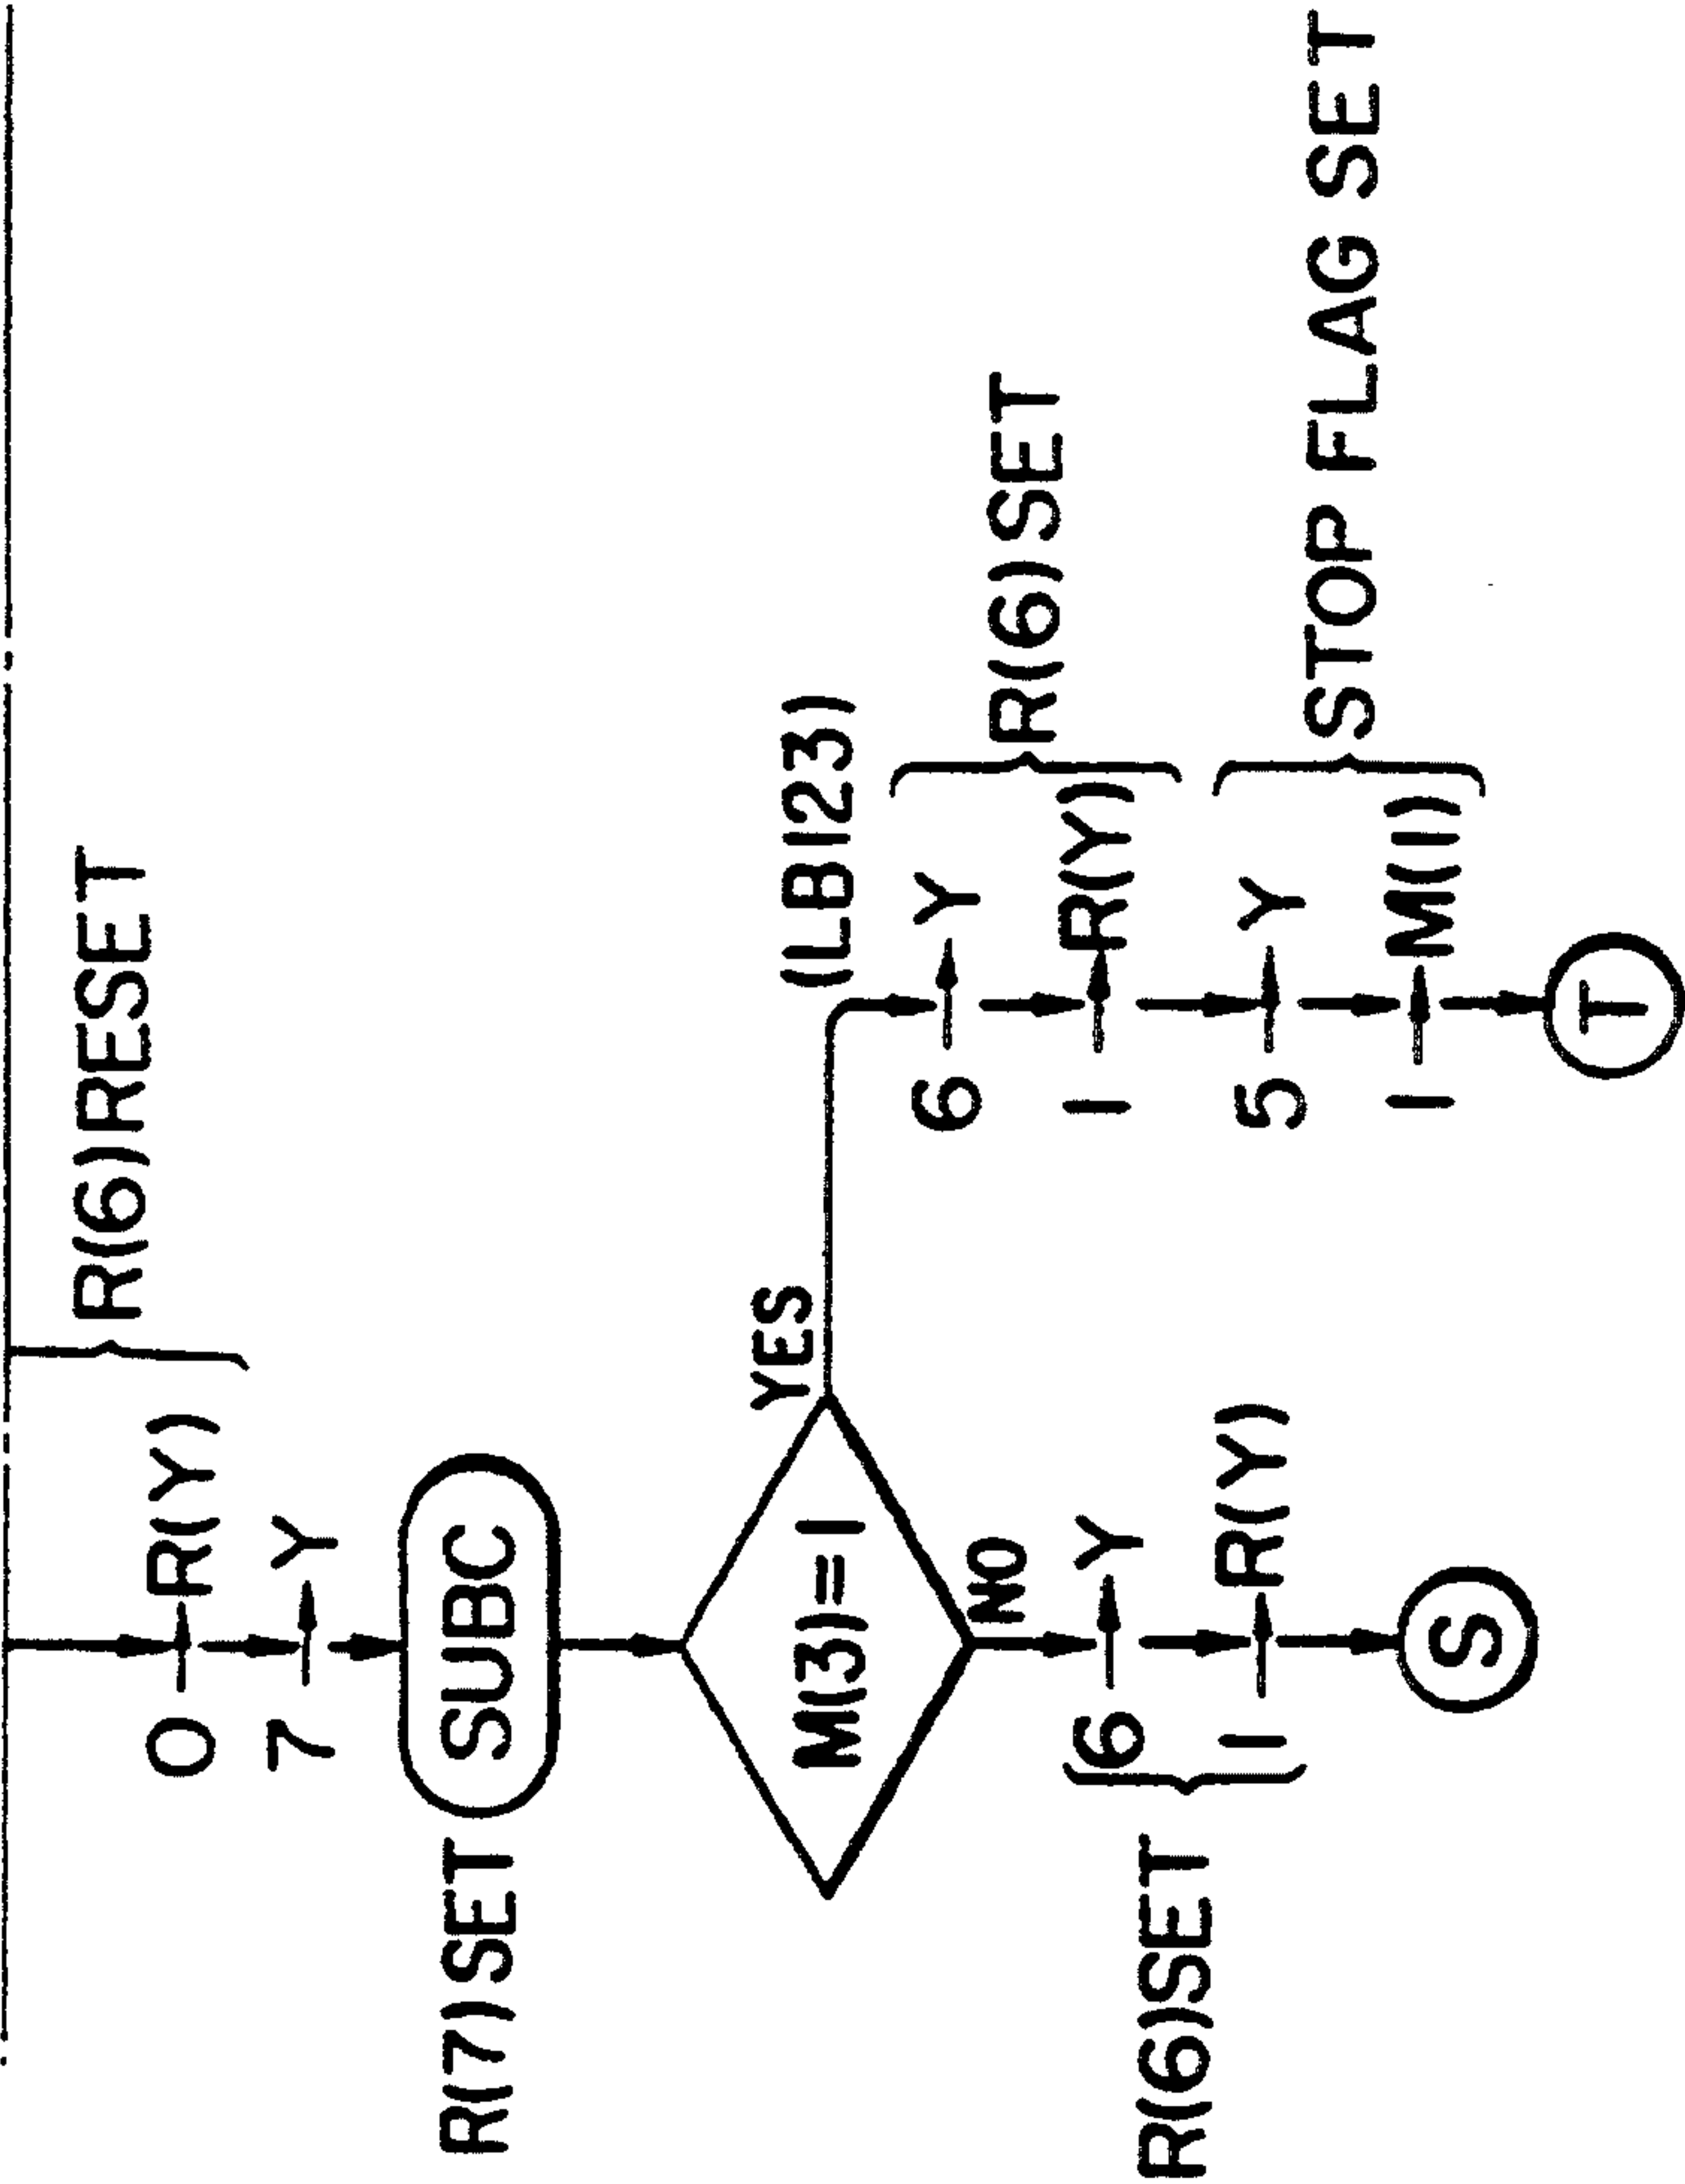 R(6)RESET
0→R(Y)
7→Y
R(7)SET
SUBC
M(3)=1
YES
(LB1123)
6→Y
1→R(Y)
R(6)SET
5→Y
1→M(1)
STOP FLAG SET
T
NO
6→Y
1→R(Y)
R(6)SET
S